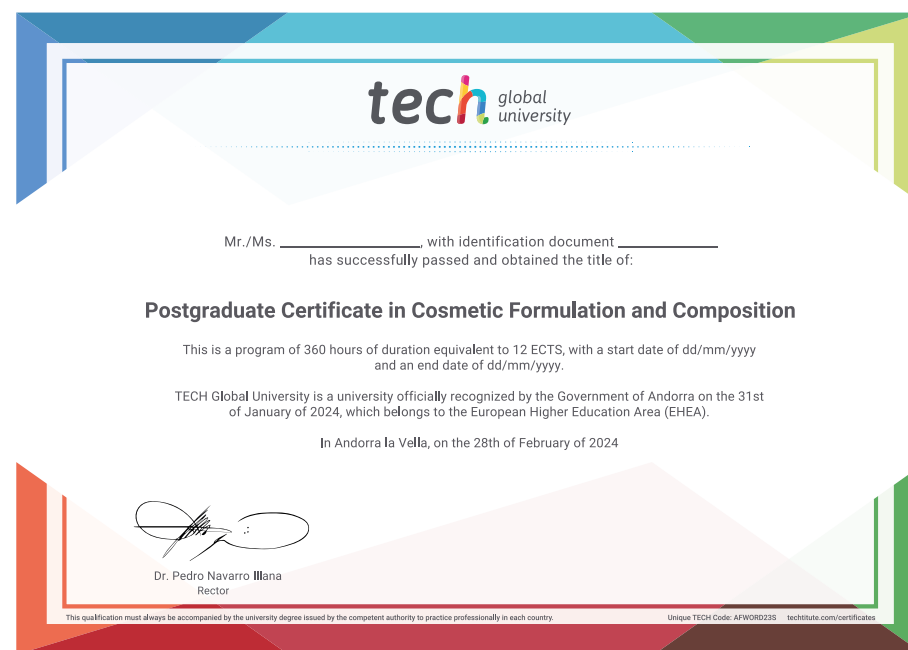 tech global university
Mr./Ms. ____________, with identification document ____________
has successfully passed and obtained the title of:
Postgraduate Certificate in Cosmetic Formulation and Composition
This is a program of 360 hours of duration equivalent to 12 ECTS, with a start date of dd/mm/yyyy
and an end date of dd/mm/yyyy.
TECH Global University is a university officially recognized by the Government of Andorra on the 31st
of January of 2024, which belongs to the European Higher Education Area (EHEA).
In Andorra la Vella, on the 28th of February of 2024
Dr. Pedro Navarro Illana
Rector
This qualification must always be accompanied by the university degree issued by the competent authority to practice professionally in each country.
Unique TECH Code: AFWORD23S techtitute.com/certificates